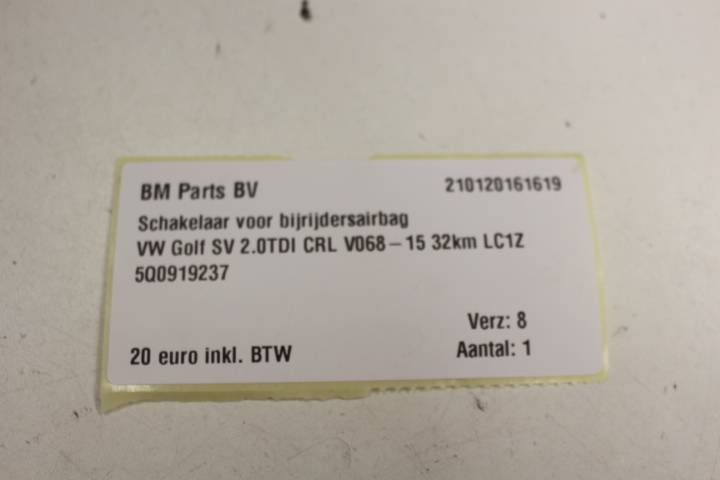 BM Parts BV 210120161619
Schakelaar voor bijrijdersairbag
VW Golf SV 2.0TDI CRL V068-15 32km LC1Z
5Q0919237
Verz: 8
20 euro inkl. BTW Aantal: 1